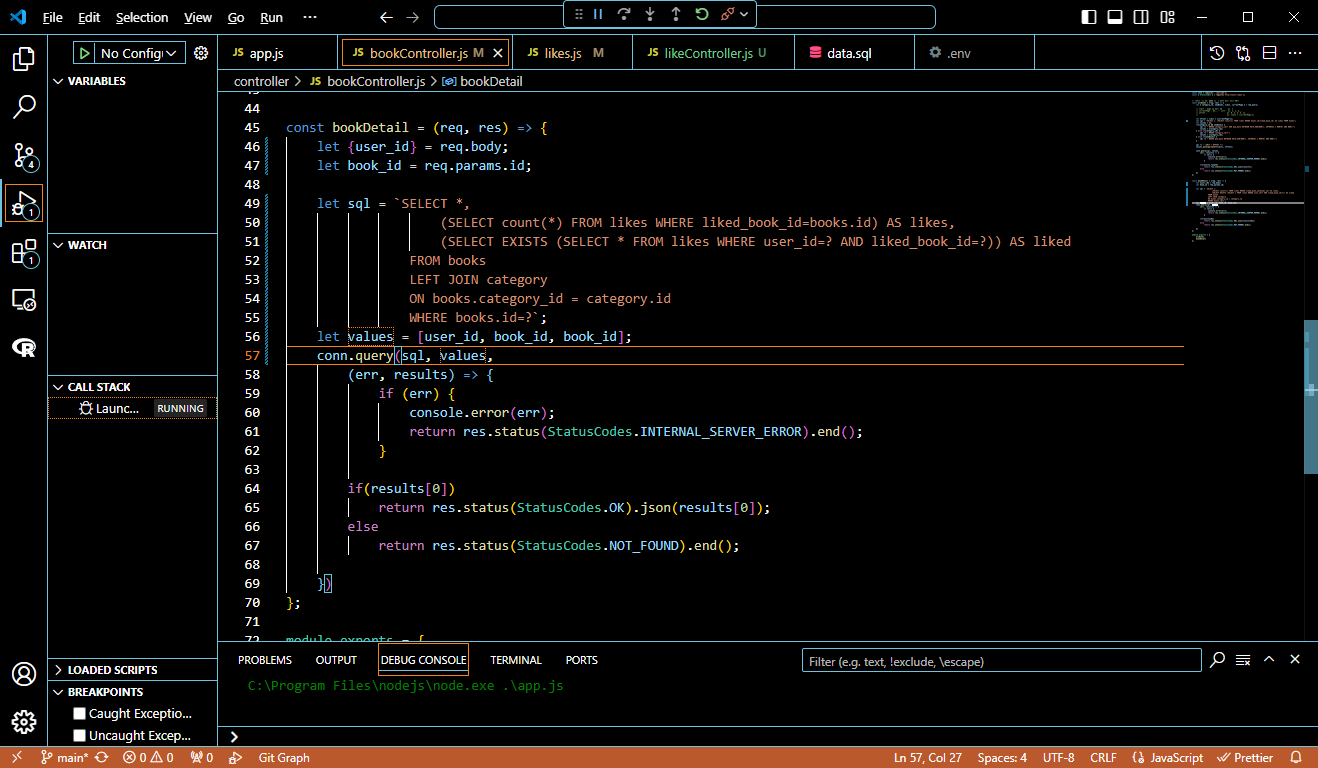 File Edit Selection View Go Run ···
No Config
app.js
bookController.js M
likes.js M
likeController.js U
data.sql
.env
controller > JS bookController.js > bookDetail
VARIABLES
WATCH
CALL STACK
Launc... RUNNING
LOADED SCRIPTS
BREAKPOINTS
Caught Exceptio...
Uncaught Excep...
4
1
1
44
45 const bookDetail = (req, res) => {
46 let {user_id} = req.body;
47 let book_id = req.params.id;
48
49 let sql = `SELECT *,
50 (SELECT count(*) FROM likes WHERE liked_book_id=books.id) AS likes,
51 (SELECT EXISTS (SELECT * FROM likes WHERE user_id=? AND liked_book_id=?)) AS liked
52 FROM books
53 LEFT JOIN category
54 ON books.category_id = category.id
55 WHERE books.id=?`;
56 let values = [user_id, book_id, book_id];
57 conn.query(sql, values,
58 (err, results) => {
59 if (err) {
60 console.error(err);
61 return res.status(StatusCodes.INTERNAL_SERVER_ERROR).end();
62 }
63
64 if(results[0])
65 return res.status(StatusCodes.OK).json(results[0]);
66 else
67 return res.status(StatusCodes.NOT_FOUND).end();
68
69 })
70 };
71
72 module.exports = {
PROBLEMS OUTPUT DEBUG CONSOLE TERMINAL PORTS
Filter (e.g. text, !exclude, \escape)
C:\Program Files\nodejs\node.exe .\app.js
main* 0 0 0 Git Graph Ln 57, Col 27 Spaces: 4 UTF-8 CRLF {} JavaScript Prettier